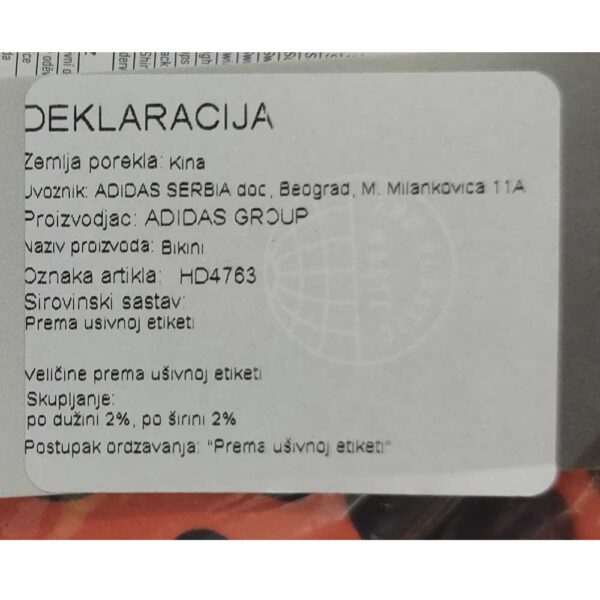 DEKLARACIJA
Zemlja porekla: Kina
Uvoznik: ADIDAS SERBIA doc, Beograd, M. Milankovica 11A
Proizvodjac: ADIDAS GROUP
Naziv proizvoda: Bikini
Oznaka artikla: HD4763
Sirovinski sastav:
Prema usivnoj etiketi
Veličine prema ušivnoj etiketi
Skupljanje:
po dužini 2%, po širini 2%
Postupak ordzavanja: "Prema ušivnoj etiketi"